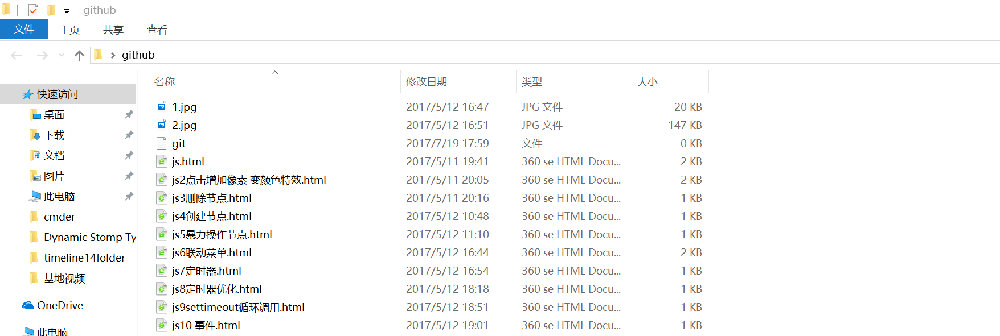 github
文件 主页 共享 查看
github
名称 修改日期 类型 大小
快速访问
桌面
下载
文档
图片
此电脑
cmder
Dynamic Stomp Ty
timeline14folder
基地视频
OneDrive
此电脑
1.jpg 2017/5/12 16:47 JPG 文件 20 KB
2.jpg 2017/5/12 16:51 JPG 文件 147 KB
git 2017/7/19 17:59 文件 0 KB
js.html 2017/5/11 19:41 360 se HTML Docu... 2 KB
js2点击增加像素 变颜色特效.html 2017/5/11 20:05 360 se HTML Docu... 2 KB
js3删除节点.html 2017/5/11 20:16 360 se HTML Docu... 1 KB
js4创建节点.html 2017/5/12 10:48 360 se HTML Docu... 1 KB
js5暴力操作节点.html 2017/5/12 11:10 360 se HTML Docu... 1 KB
js6联动菜单.html 2017/5/12 16:44 360 se HTML Docu... 2 KB
js7定时器.html 2017/5/12 16:54 360 se HTML Docu... 1 KB
js8定时器优化.html 2017/5/12 18:18 360 se HTML Docu... 1 KB
js9settimeout循环调用.html 2017/5/12 18:51 360 se HTML Docu... 1 KB
js10 事件.html 2017/5/12 19:01 360 se HTML Docu... 1 KB